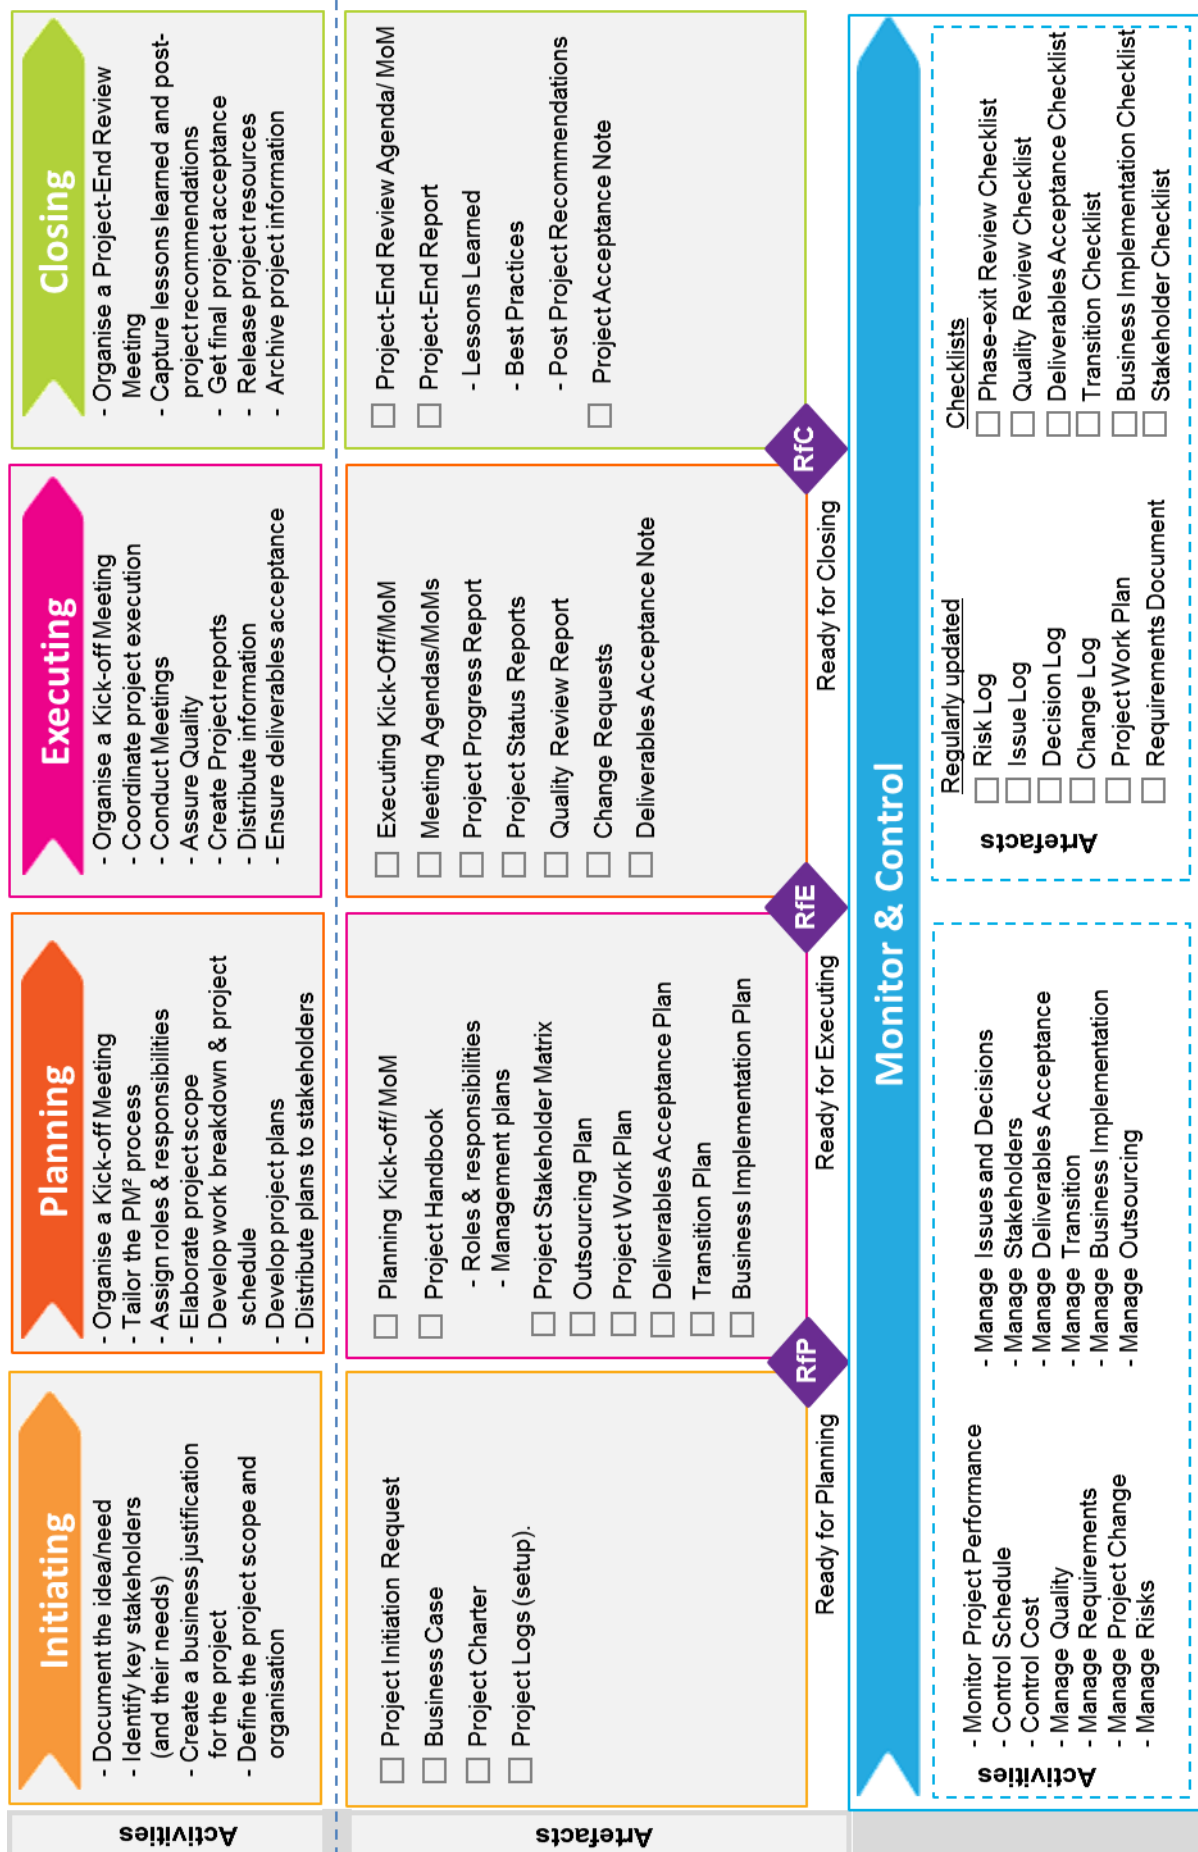 Initiating
- Document the idea/need
- Identify key stakeholders
(and their needs)
- Create a business justification
for the project
- Define the project scope and
organisation
Planning
- Organise a Kick-off Meeting
- Tailor the PM² process
- Assign roles & responsibilities
- Elaborate project scope
- Develop work breakdown & project
schedule
- Develop project plans
- Distribute plans to stakeholders
Executing
- Organise a Kick-off Meeting
- Coordinate project execution
- Conduct Meetings
- Assure Quality
- Create Project reports
- Distribute information
- Ensure deliverables acceptance
Closing
- Organise a Project-End Review
Meeting
- Capture lessons learned and post-
project recommendations
- Get final project acceptance
- Release project resources
- Archive project information
Activities
Artefacts
Project Initiation Request
Business Case
Project Charter
Project Logs (setup).
RfP
Ready for Planning
Planning Kick-off/ MoM
Project Handbook
- Roles & responsibilities
- Management plans
Project Stakeholder Matrix
Outsourcing Plan
Project Work Plan
Deliverables Acceptance Plan
Transition Plan
Business Implementation Plan
RfE
Ready for Executing
Executing Kick-Off/MoM
Meeting Agendas/MoMs
Project Progress Report
Project Status Reports
Quality Review Report
Change Requests
Deliverables Acceptance Note
RfC
Ready for Closing
Project-End Review Agenda/ MoM
Project-End Report
- Lessons Learned
- Best Practices
- Post Project Recommendations
Project Acceptance Note
Monitor & Control
Activities
- Monitor Project Performance
- Control Schedule
- Control Cost
- Manage Quality
- Manage Requirements
- Manage Project Change
- Manage Risks
- Manage Issues and Decisions
- Manage Stakeholders
- Manage Deliverables Acceptance
- Manage Transition
- Manage Business Implementation
- Manage Outsourcing
Artefacts
Regularly updated
Risk Log
Issue Log
Decision Log
Change Log
Project Work Plan
Requirements Document
Checklists
Phase-exit Review Checklist
Quality Review Checklist
Deliverables Acceptance Checklist
Transition Checklist
Business Implementation Checklist
Stakeholder Checklist